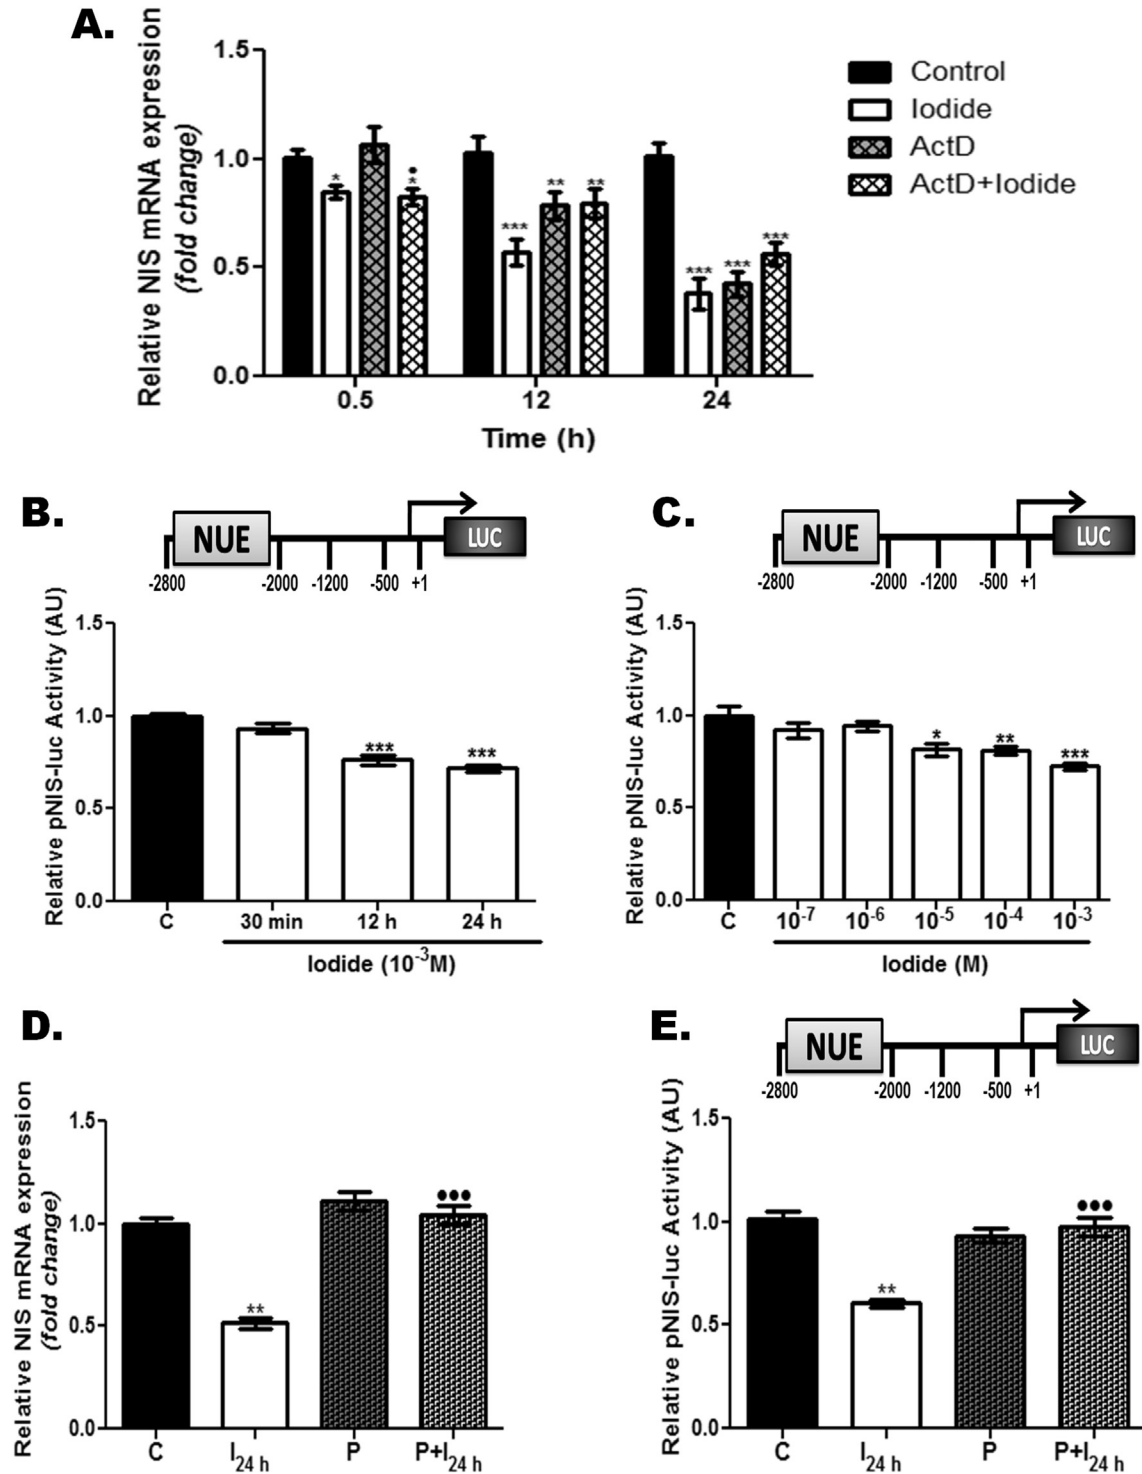 A.
Relative NIS mRNA expression
(fold change)
1.5
1.0
0.5
0.0
* * •
*** ** **
*** *** ***
0.5 12 24
Time (h)
Control
Iodide
ActD
ActD+Iodide
B.
NUE LUC
-2800 -2000 -1200 -500 +1
Relative pNIS-luc Activity (AU)
1.5
1.0
0.5
0.0
*** ***
C 30 min 12 h 24 h
Iodide (10⁻³M)
C.
NUE LUC
-2800 -2000 -1200 -500 +1
Relative pNIS-luc Activity (AU)
1.5
1.0
0.5
0.0
* ** ***
C 10⁻⁷ 10⁻⁶ 10⁻⁵ 10⁻⁴ 10⁻³
Iodide (M)
D.
Relative NIS mRNA expression
(fold change)
1.5
1.0
0.5
0.0
** •••
C I24 h P P+I24 h
E.
NUE LUC
-2800 -2000 -1200 -500 +1
Relative pNIS-luc Activity (AU)
1.5
1.0
0.5
0.0
** •••
C I24 h P P+I24 h